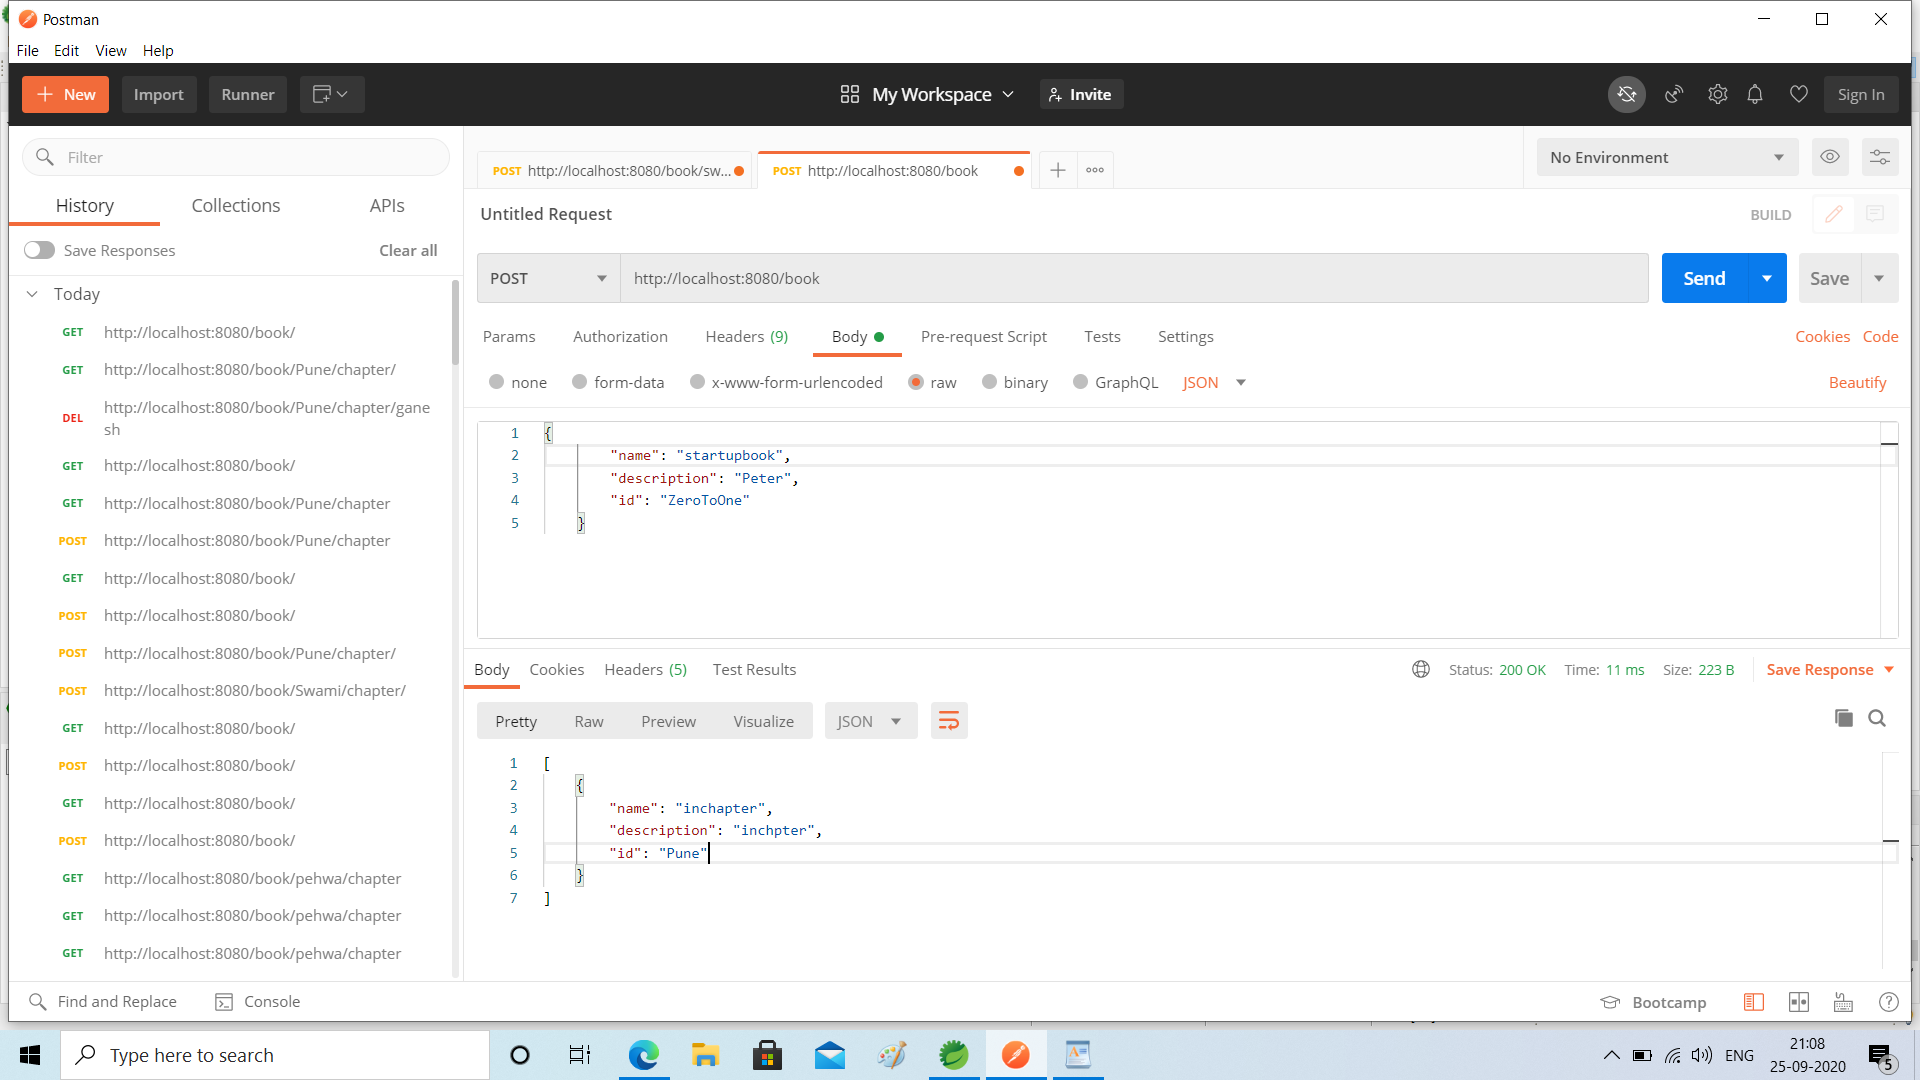 Postman
File Edit View Help
New Import Runner My Workspace Invite Sign In
Filter
History Collections APIs
Save Responses Clear all
Today
GET http://localhost:8080/book/
GET http://localhost:8080/book/Pune/chapter/
DEL http://localhost:8080/book/Pune/chapter/gane
sh
GET http://localhost:8080/book/
GET http://localhost:8080/book/Pune/chapter
POST http://localhost:8080/book/Pune/chapter
GET http://localhost:8080/book/
POST http://localhost:8080/book/
POST http://localhost:8080/book/Pune/chapter/
POST http://localhost:8080/book/Swami/chapter/
GET http://localhost:8080/book/
POST http://localhost:8080/book/
GET http://localhost:8080/book/
POST http://localhost:8080/book/
GET http://localhost:8080/book/pehwa/chapter
GET http://localhost:8080/book/pehwa/chapter
GET http://localhost:8080/book/pehwa/chapter
POST http://localhost:8080/book/sw... POST http://localhost:8080/book No Environment
Untitled Request BUILD
POST http://localhost:8080/book Send Save
Params Authorization Headers (9) Body Pre-request Script Tests Settings Cookies Code
none form-data x-www-form-urlencoded raw binary GraphQL JSON Beautify
1 {
2 "name": "startupbook",
3 "description": "Peter",
4 "id": "ZeroToOne"
5 }
Body Cookies Headers (5) Test Results Status: 200 OK Time: 11 ms Size: 223 B Save Response
Pretty Raw Preview Visualize JSON
1 [
2 {
3 "name": "inchapter",
4 "description": "inchpter",
5 "id": "Pune"
6 }
7 ]
Find and Replace Console Bootcamp
Type here to search ENG 21:08
25-09-2020 5